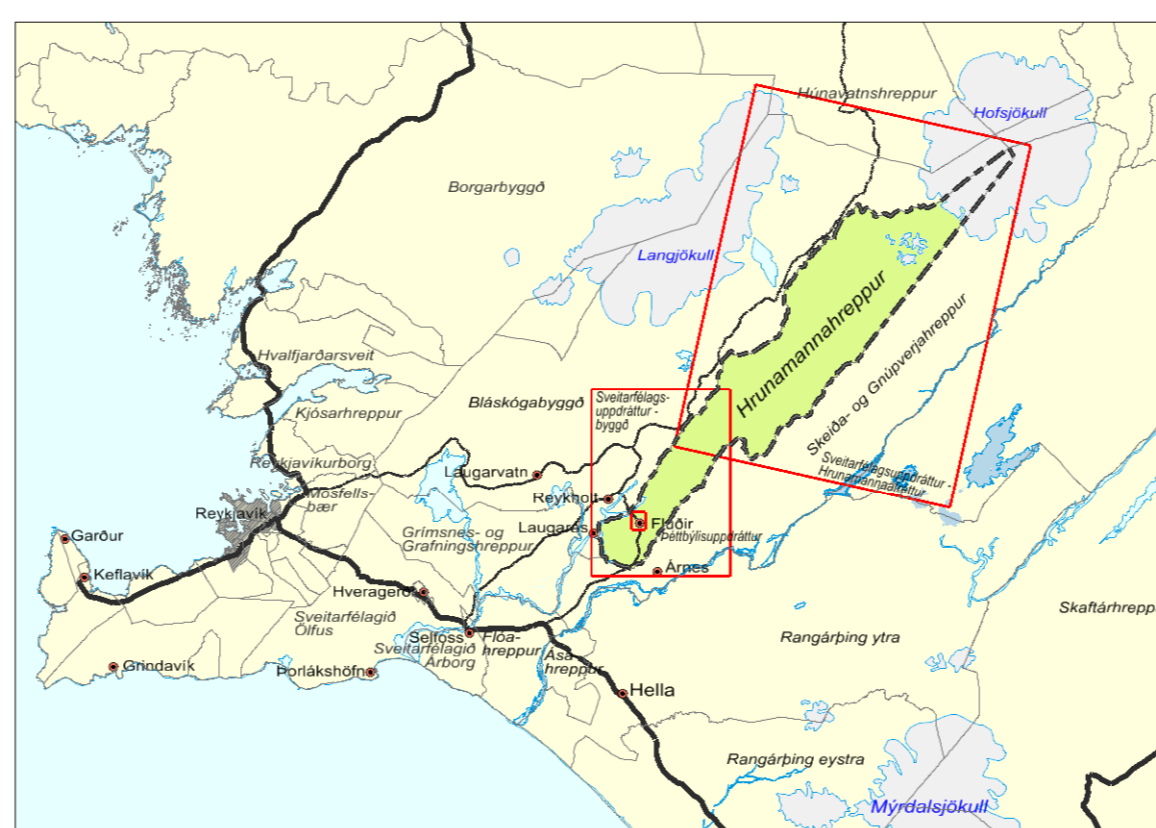 Húnavatnshreppur
Hofsjökull
Borgarbyggð
Langjökull
Hrunamannahreppur
Skeiða- og Gnúpverjahreppur
Hvalfjarðarsveit
Kjósarhreppur
Bláskógabyggð
Sveitarfélags-
uppdráttur -
byggð
Sveitarfélagsuppdráttur -
Hrunamannaafréttur
Reykjavíkurborg
Mosfells-
bær
Laugarvatn
Reykholt
Reykjavík
Garður
Grímsnes- og
Grafningshreppur
Laugarás
Flúðir
Þéttbýlisuppdráttur
Keflavík
Árnes
Hveragerði
Sveitarfélagið
Ölfus
Selfoss
Sveitarfélagið
Árborg
Flóa-
hreppur
Ása
hreppur
Skaftárhreppu
Rangárþing ytra
Grindavík
Þorlákshöfn
Hella
Rangárþing eystra
Mýrdalsjökull